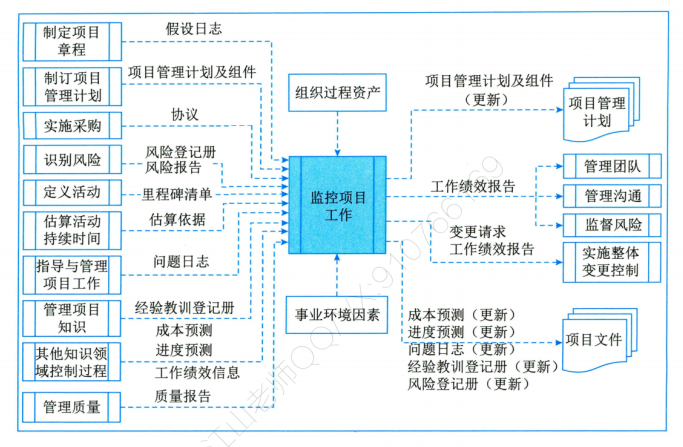 制定项目
章程
假设日志
制订项目
管理计划
项目管理计划及组件
实施采购
协议
识别风险
风险登记册
风险报告
定义活动
里程碑清单
估算活动
持续时间
估算依据
指导与管理
项目工作
问题日志
管理项目
知识
经验教训登记册
其他知识领
域控制过程
成本预测
进度预测
工作绩效信息
管理质量
质量报告
组织过程资产
监控项目
工作
事业环境因素
项目管理计划及组件
（更新）
项目管理
计划
工作绩效报告
管理团队
管理沟通
监督风险
变更请求
工作绩效报告
实施整体
变更控制
成本预测（更新）
进度预测（更新）
问题日志（更新）
经验教训登记册（更新）
风险登记册（更新）
项目文件